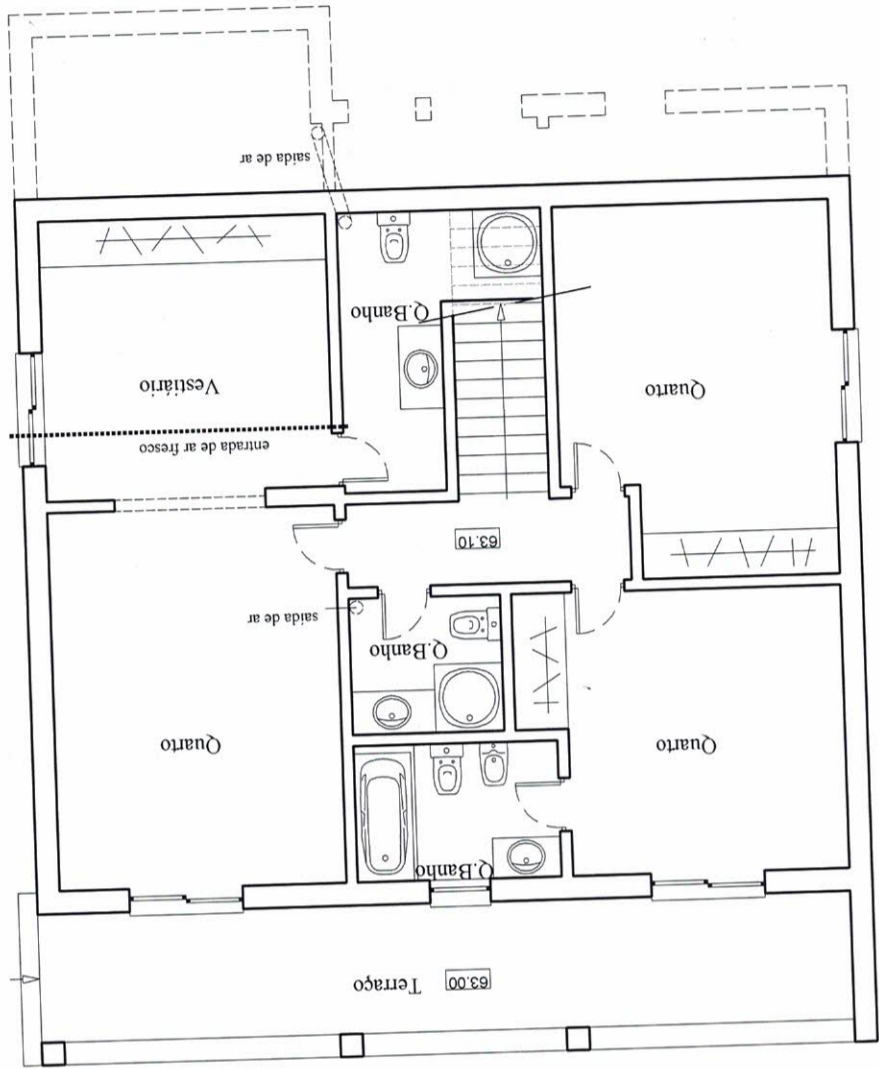 63.00 Terraço
Q.Banho
Quarto
Quarto
Q.Banho
saida de ar
63.10
entrada de ar fresco
Quarto
Vestiário
Q.Banho
saida de ar